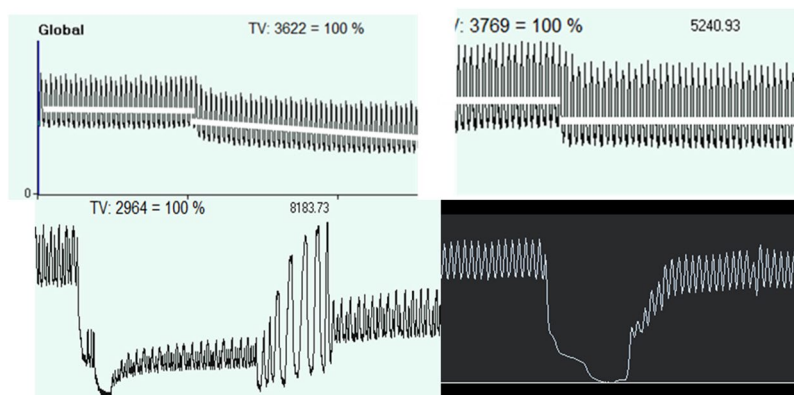 Global
TV: 3622 = 100 %
V: 3769 = 100 %
5240.93
0
TV: 2964 = 100 %
8183.73